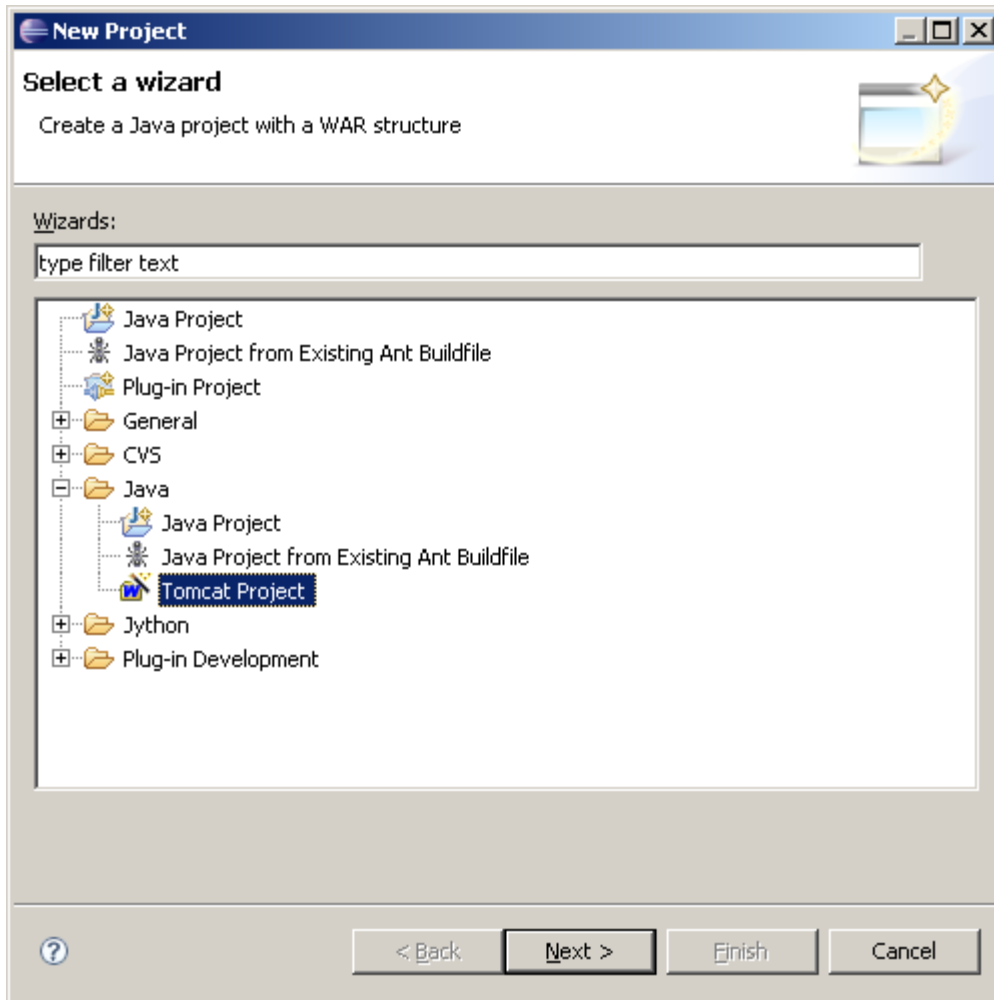 New Project
Select a wizard
Create a Java project with a WAR structure
Wizards:
type filter text
Java Project
Java Project from Existing Ant Buildfile
Plug-in Project
General
CVS
Java
Java Project
Java Project from Existing Ant Buildfile
Tomcat Project
Jython
Plug-in Development
< Back Next > Finish Cancel